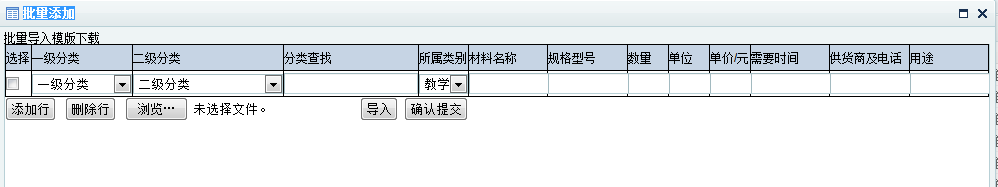 批量添加
批量导入模版下载
选择 一级分类 二级分类 分类查找 所属类别 材料名称 规格型号 数量 单位 单价/元 需要时间 供货商及电话 用途
一级分类 二级分类 教学
添加行 删除行 浏览… 未选择文件。 导入 确认提交